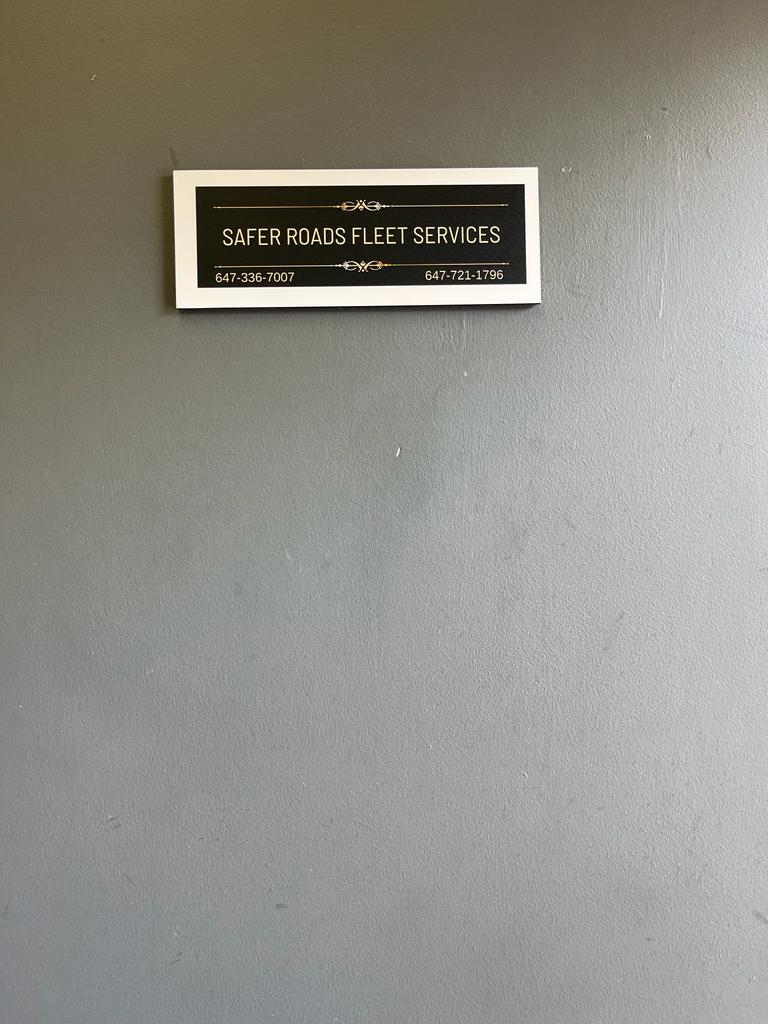 SAFER ROADS FLEET SERVICES
647-336-7007 647-721-1796